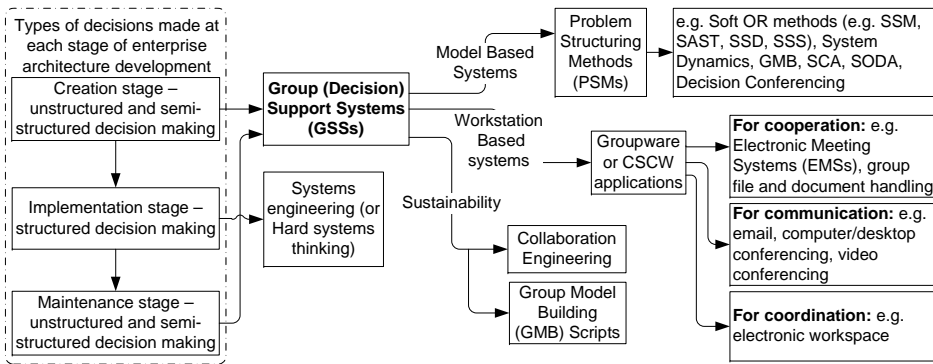 Types of decisions made at
each stage of enterprise
architecture development
Creation stage –
unstructured and semi-
structured decision making
Implementation stage –
structured decision making
Maintenance stage –
unstructured and semi-
structured decision making
Group (Decision)
Support Systems
(GSSs)
Systems
engineering (or
Hard systems
thinking)
Model Based
Systems
Workstation
Based
systems
Sustainability
Problem
Structuring
Methods
(PSMs)
e.g. Soft OR methods (e.g. SSM,
SAST, SSD, SSS), System
Dynamics, GMB, SCA, SODA,
Decision Conferencing
Groupware
or CSCW
applications
For cooperation: e.g.
Electronic Meeting
Systems (EMSs), group
file and document handling
For communication: e.g.
email, computer/desktop
conferencing, video
conferencing
For coordination: e.g.
electronic workspace
Collaboration
Engineering
Group Model
Building
(GMB) Scripts